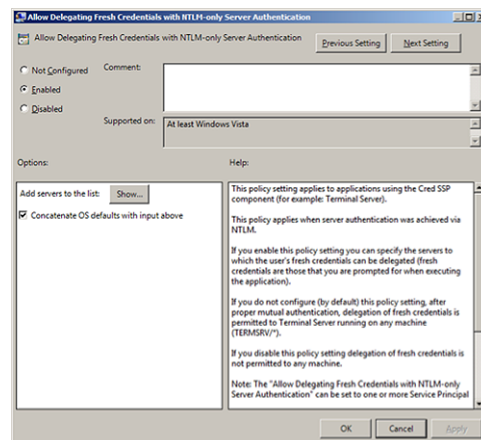 Allow Delegating Fresh Credentials with NTLM-only Server Authentication
Allow Delegating Fresh Credentials with NTLM-only Server Authentication
Previous Setting
Next Setting
Not Configured
Comment:
Enabled
Disabled
Supported on:
At least Windows Vista
Options:
Help:
Add servers to the list:
Show...
Concatenate OS defaults with input above
This policy setting applies to applications using the Cred SSP
component (for example: Terminal Server).
This policy applies when server authentication was achieved via
NTLM.
If you enable this policy setting you can specify the servers to
which the user's fresh credentials can be delegated (fresh
credentials are those that you are prompted for when executing
the application).
If you do not configure (by default) this policy setting, after
proper mutual authentication, delegation of fresh credentials is
permitted to Terminal Server running on any machine
(TERMSRV/*).
If you disable this policy setting delegation of fresh credentials is
not permitted to any machine.
Note: The "Allow Delegating Fresh Credentials with NTLM-only
Server Authentication" can be set to one or more Service Principal
OK
Cancel
Apply